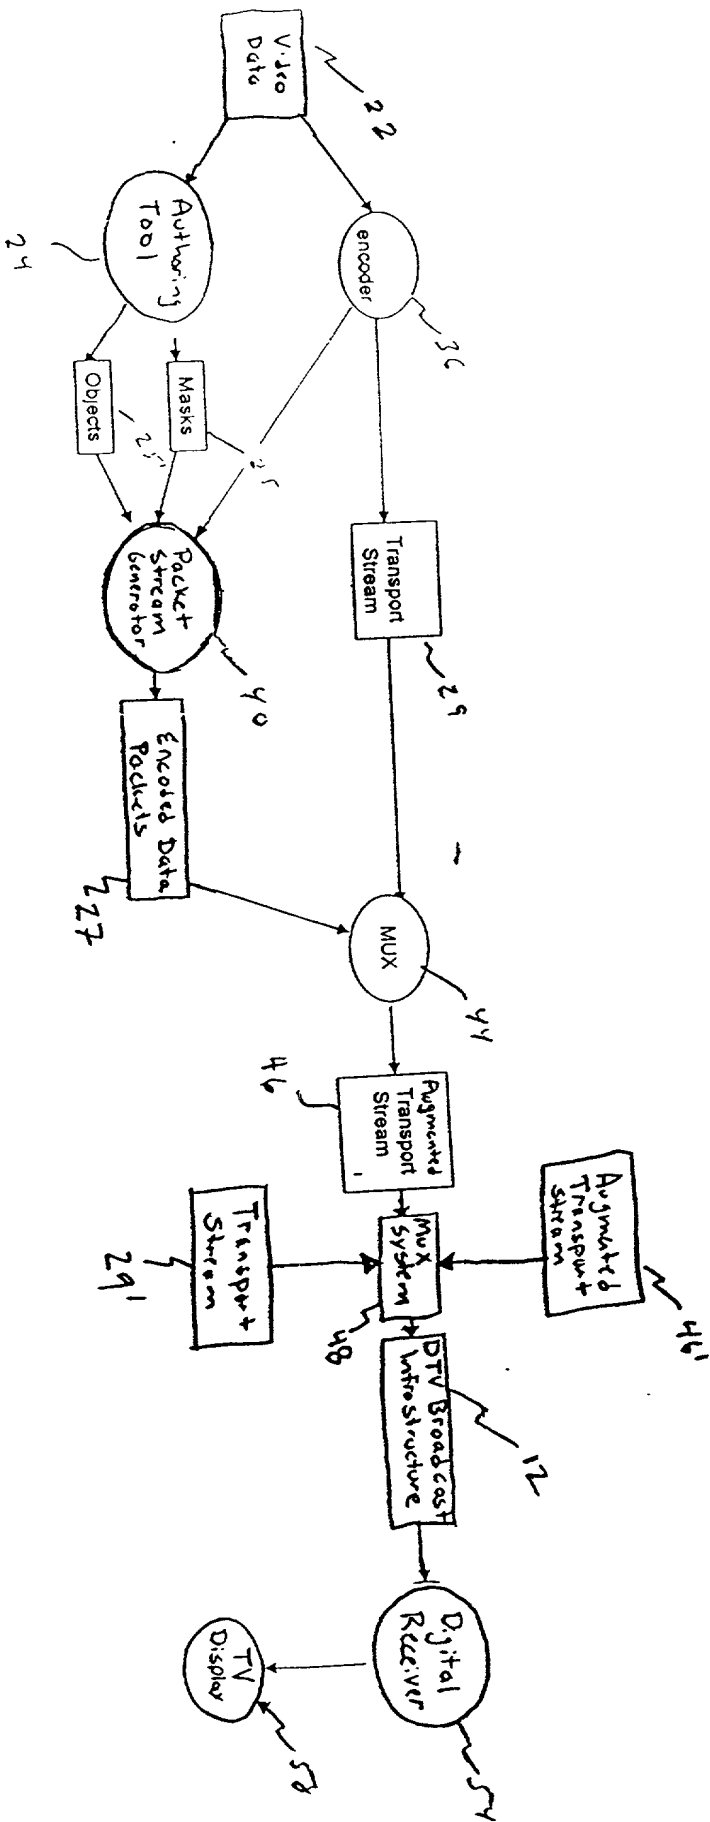 Video
Data
22
Authoring
Tool
24
encoder
36
Masks
25
Objects
25'
Packet
Stream
Generator
40
Transport
Stream
29
Encoded Data
Packets
27
MUX
44
Augmented
Transport
Stream
46
Augmented
Transport
Stream
46'
Mux
System
48
Transport
Stream
29'
DTV Broadcast
Infrostructure
12
Digital
Receiver
54
TV
Display
58